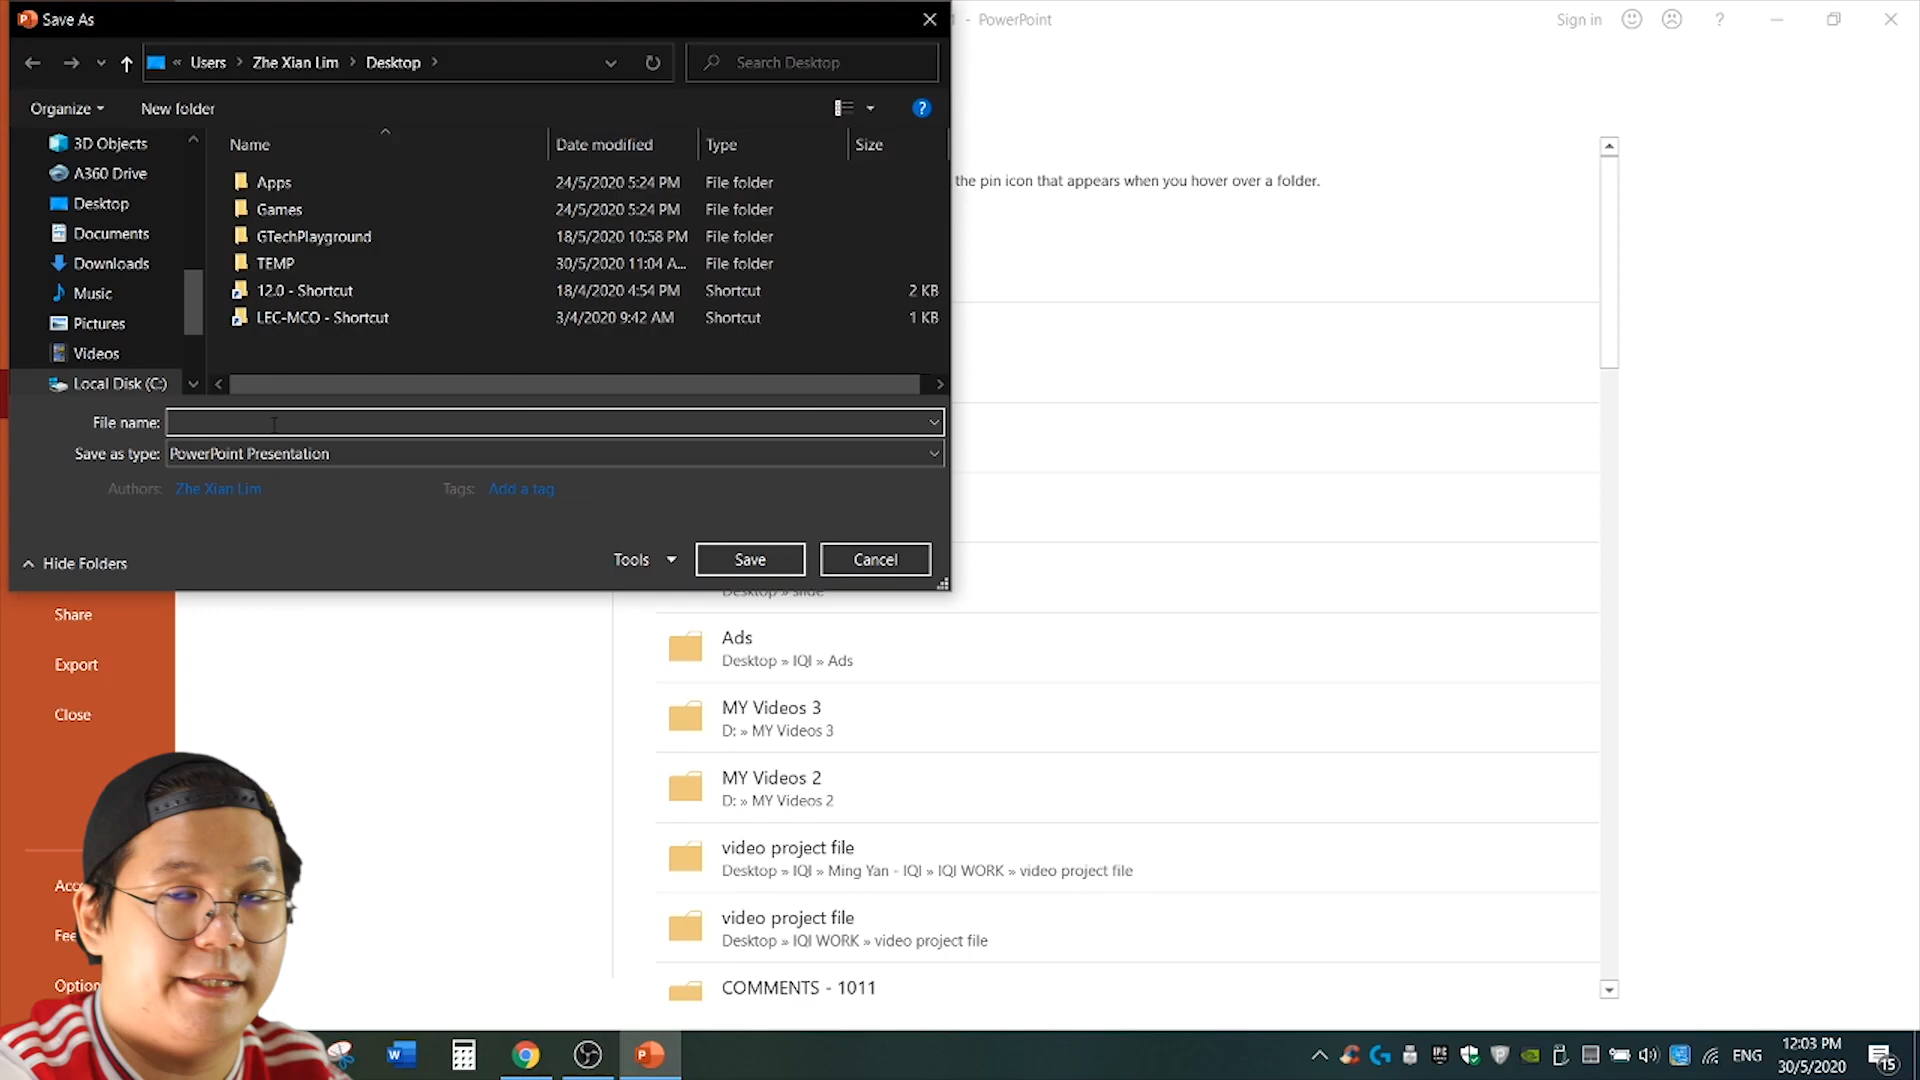 Save As
- PowerPoint
Sign in
?
« Users > Zhe Xian Lim > Desktop >
Search Desktop
Organize
New folder
?
3D Objects
A360 Drive
Desktop
Documents
Downloads
Music
Pictures
Videos
Local Disk (C:)
Name Date modified Type Size
Apps 24/5/2020 5:24 PM File folder
Games 24/5/2020 5:24 PM File folder
GTechPlayground 18/5/2020 10:58 PM File folder
TEMP 30/5/2020 11:04 A... File folder
12.0 - Shortcut 18/4/2020 4:54 PM Shortcut 2 KB
LEC-MCO - Shortcut 3/4/2020 9:42 AM Shortcut 1 KB
the pin icon that appears when you hover over a folder.
File name:
Save as type: PowerPoint Presentation
Authors: Zhe Xian Lim
Tags: Add a tag
Hide Folders
Tools
Save
Cancel
Desktop » slide
Share
Export
Close
Ads
Desktop » IQI » Ads
MY Videos 3
D: » MY Videos 3
MY Videos 2
D: » MY Videos 2
video project file
Desktop » IQI » Ming Yan - IQI » IQI WORK » video project file
video project file
Desktop » IQI WORK » video project file
COMMENTS - 1011
ENG
12:03 PM
30/5/2020
15